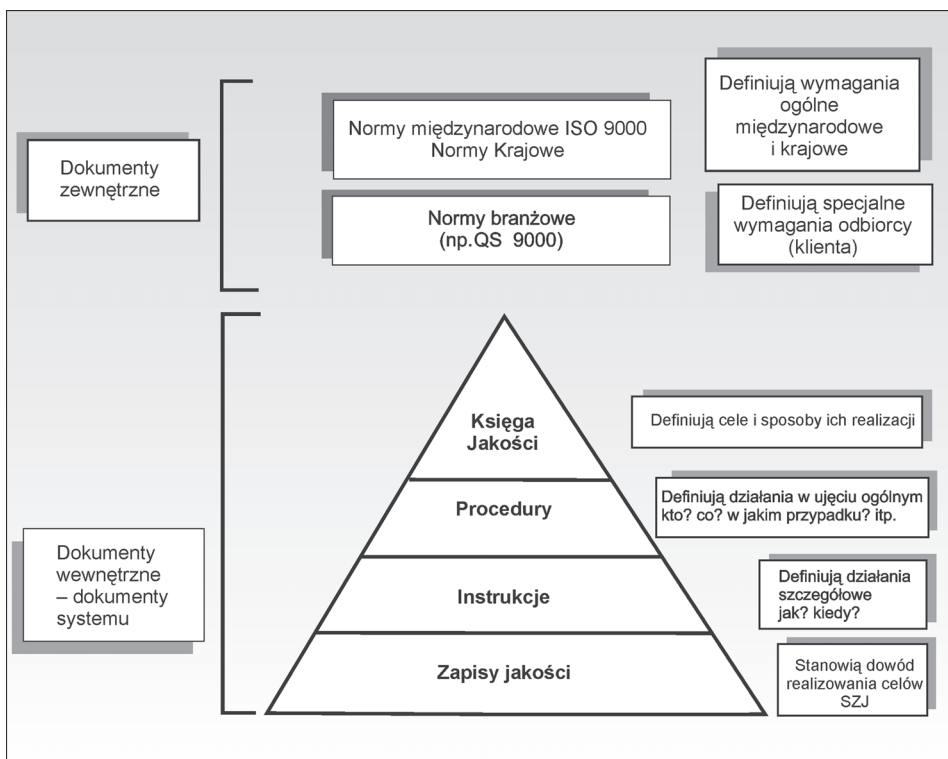 Dokumenty
zewnętrzne
Normy międzynarodowe ISO 9000
Normy Krajowe
Definiują wymagania
ogólne
międzynarodowe
i krajowe
Normy branżowe
(np.QS 9000)
Definiują specjalne
wymagania odbiorcy
(klienta)
Dokumenty
wewnętrzne
– dokumenty
systemu
Księga
Jakości
Definiują cele i sposoby ich realizacji
Procedury
Definiują działania w ujęciu ogólnym
kto? co? w jakim przypadku? itp.
Instrukcje
Definiują działania
szczegółowe
jak? kiedy?
Zapisy jakości
Stanowią dowód
realizowania celów
SZJ